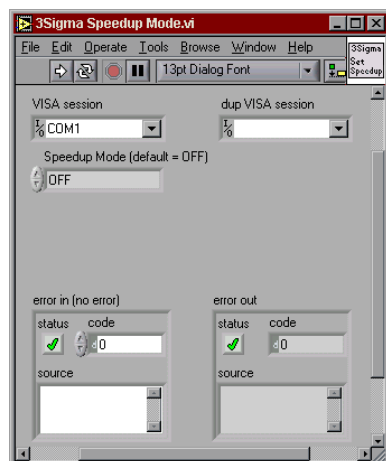 3Sigma Speedup Mode.vi
File Edit Operate Tools Browse Window Help
3Sigma
Set
Speedup
13pt Dialog Font
VISA session
dup VISA session
I/O COM1
I/O
Speedup Mode (default = OFF)
OFF
error in (no error)
error out
status code
status code
d 0
d 0
source
source